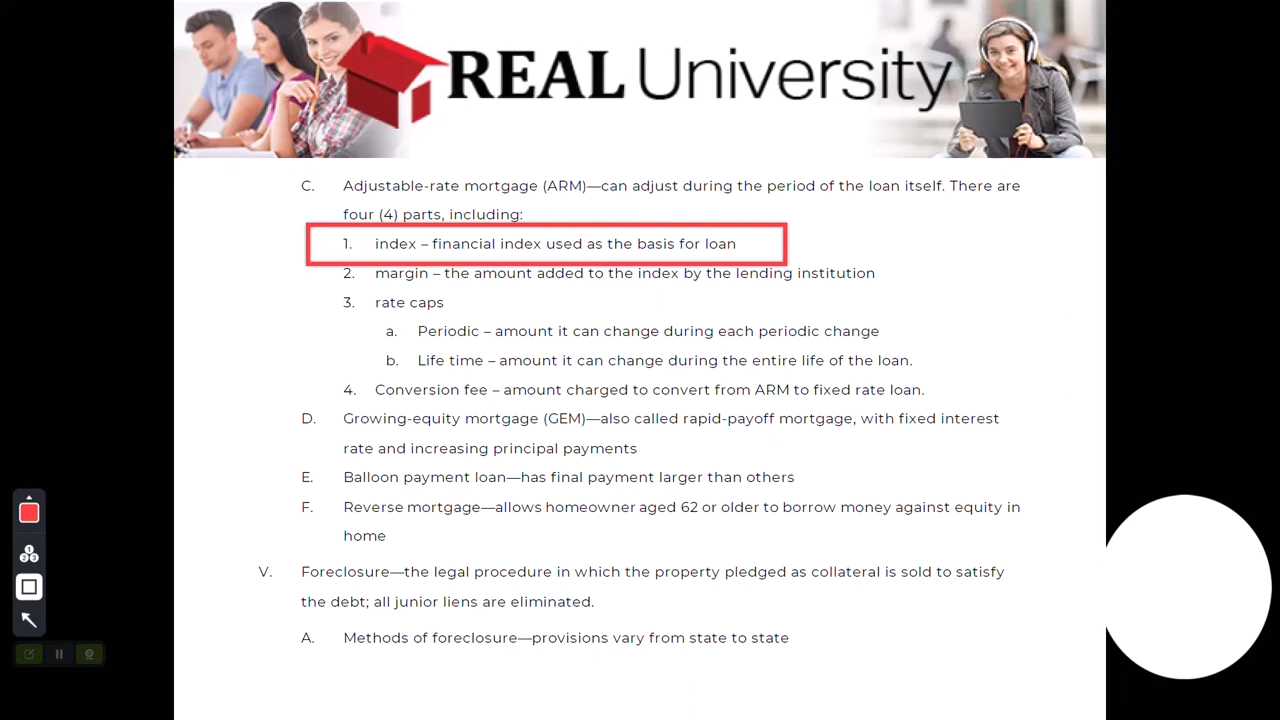 REAL University
C. Adjustable-rate mortgage (ARM)—can adjust during the period of the loan itself. There are
four (4) parts, including:
1. index – financial index used as the basis for loan
2. margin – the amount added to the index by the lending institution
3. rate caps
a. Periodic – amount it can change during each periodic change
b. Life time – amount it can change during the entire life of the loan.
4. Conversion fee – amount charged to convert from ARM to fixed rate loan.
D. Growing-equity mortgage (GEM)—also called rapid-payoff mortgage, with fixed interest
rate and increasing principal payments
E. Balloon payment loan—has final payment larger than others
F. Reverse mortgage—allows homeowner aged 62 or older to borrow money against equity in
home
V. Foreclosure—the legal procedure in which the property pledged as collateral is sold to satisfy
the debt; all junior liens are eliminated.
A. Methods of foreclosure—provisions vary from state to state
1
2 3